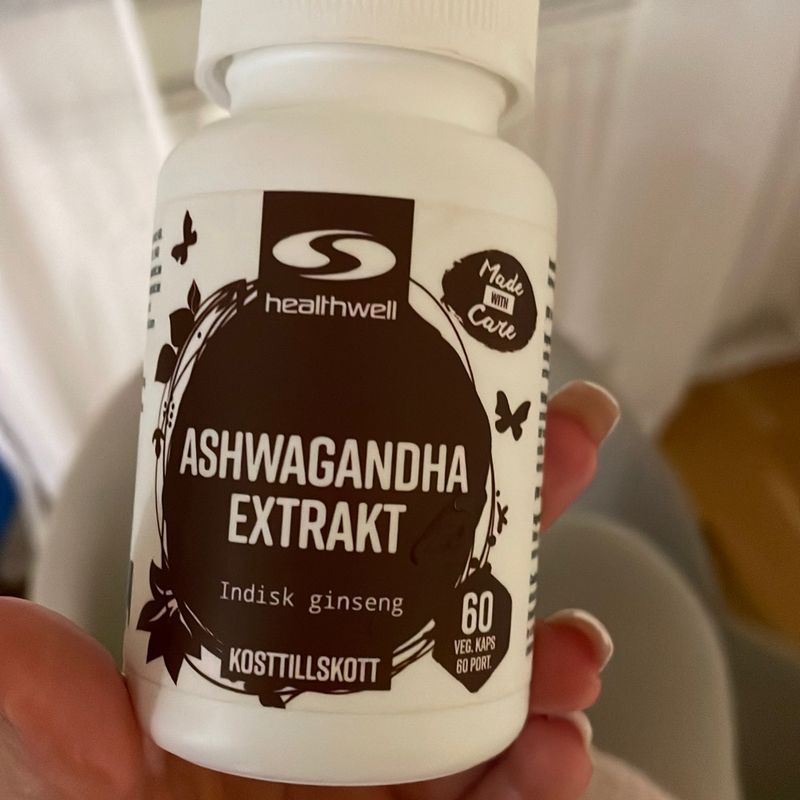 healthwell
Made
WITH
Care
ASHWAGANDHA
EXTRAKT
Indisk ginseng
60
VEG. KAPS
60 PORT.
KOSTTILLSKOTT